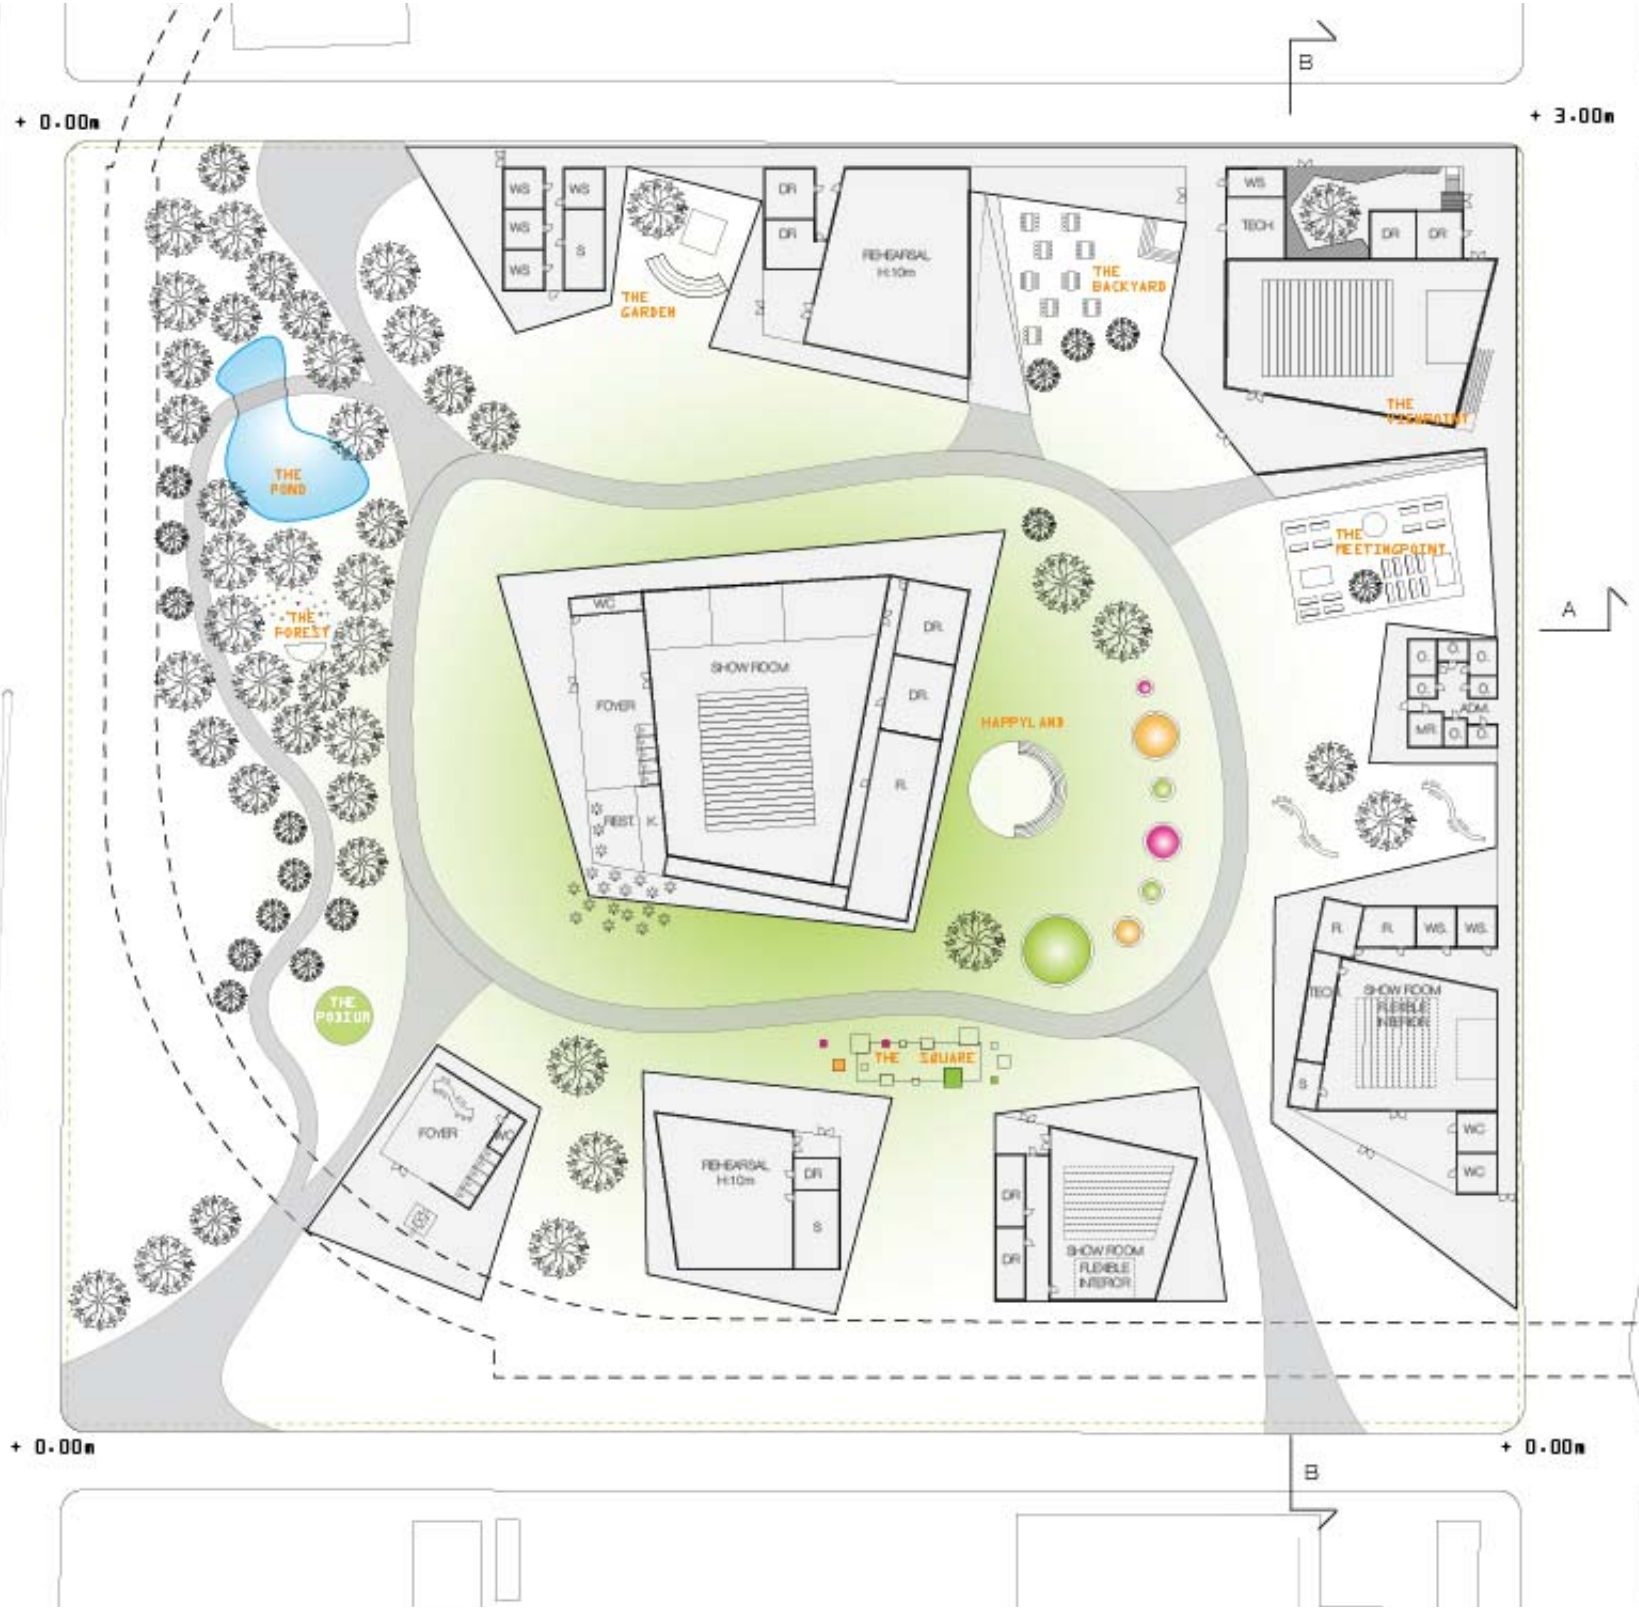 B
+ 0.00m
+ 3.00m
WS
WS
WS
WS
S
THE
GARDEN
DR
DR
REHEARSAL
H:10m
THE
BACKYARD
WS
TECH
DR
DR
THE
VIEWPOINT
THE
POND
THE
MEETINGPOINT
THE
FOREST
A
WC
SHOW ROOM
FOYER
REST.
K.
DR.
DR.
R.
HAPPYLAND
O.
O.
O.
O.
O.
ADM.
MR.
O.
O.
R.
R.
WS.
WS.
TECH
SHOW ROOM
FLEXIBLE
INTERIOR
S
WC
WC
THE
PODIUM
THE SQUARE
FOYER
WC
REHEARSAL
H:10m
DR
S
DR
DR
SHOW ROOM
FLEXIBLE
INTERIOR
+ 0.00m
+ 0.00m
B